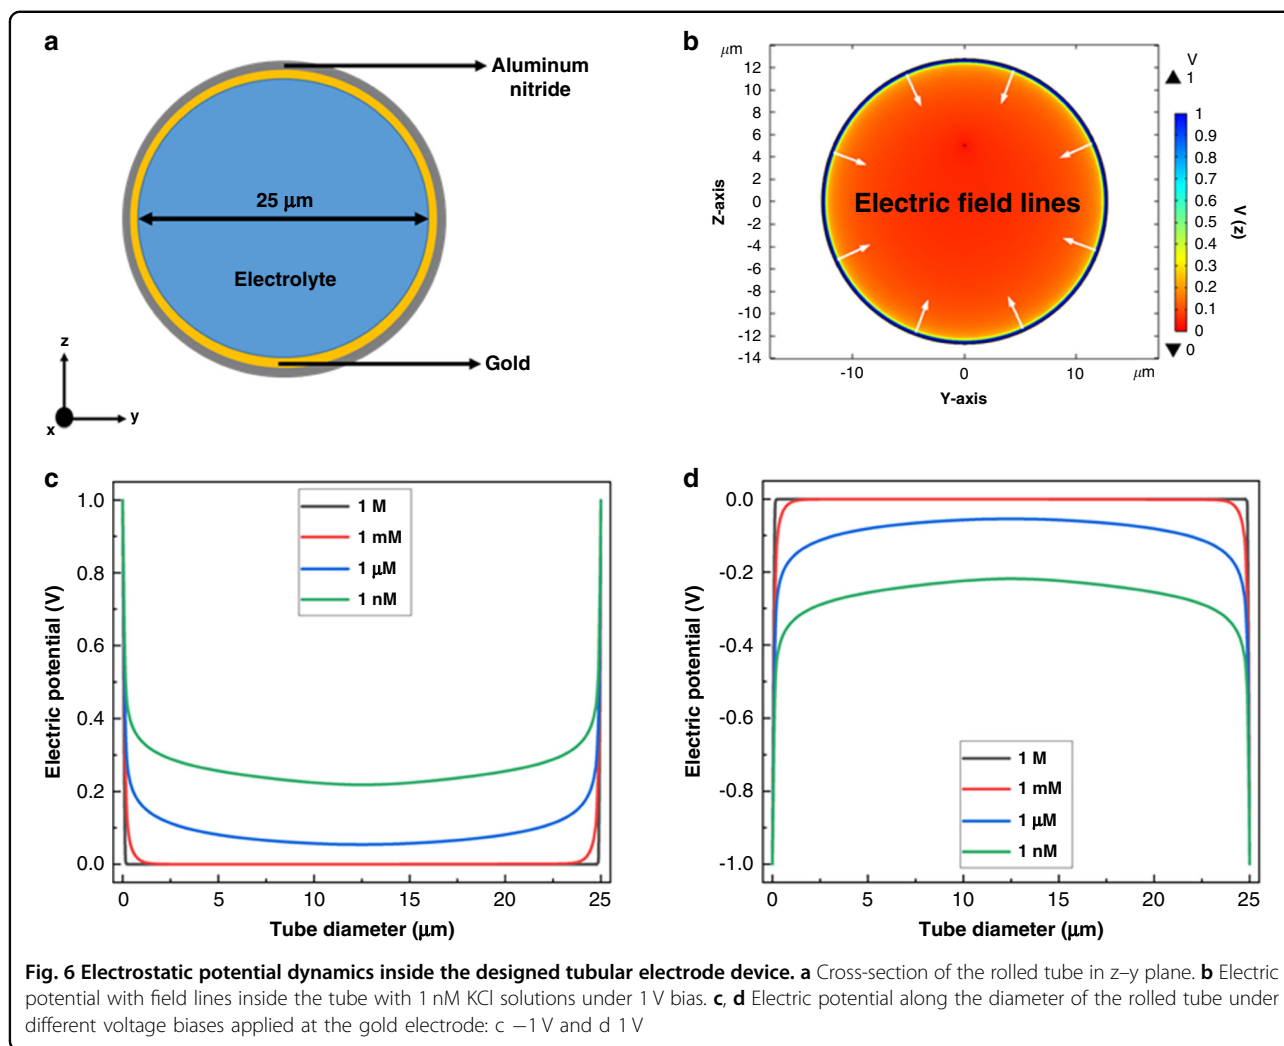 a
Aluminum
nitride
25 μm
Electrolyte
Gold
z
y
x
b
μm
12
10
8
6
4
2
0
-2
-4
-6
-8
-10
-12
-14
Z-axis
Electric field lines
-10
0
10
μm
Y-axis
V
1
1
0.9
0.8
0.7
0.6
0.5
0.4
0.3
0.2
0.1
0
0
V (z)
c
1.0
0.8
0.6
0.4
0.2
0.0
Electric potential (V)
1 M
1 mM
1 μM
1 nM
0
5
10
15
20
25
Tube diameter (μm)
d
0.0
-0.2
-0.4
-0.6
-0.8
-1.0
Electric potential (V)
1 M
1 mM
1 μM
1 nM
0
5
10
15
20
25
Tube diameter (μm)
Fig. 6 Electrostatic potential dynamics inside the designed tubular electrode device. a Cross-section of the rolled tube in z–y plane. b Electric
potential with field lines inside the tube with 1 nM KCl solutions under 1 V bias. c, d Electric potential along the diameter of the rolled tube under
different voltage biases applied at the gold electrode: c −1 V and d 1 V